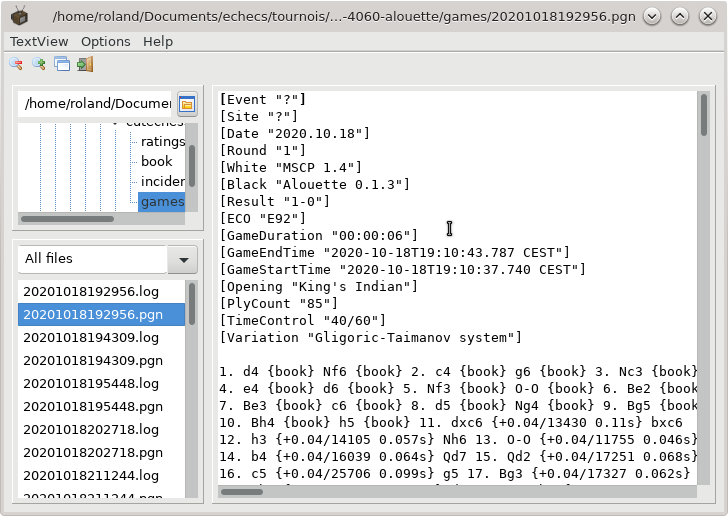 /home/roland/Documents/echecs/tournois/...-4060-alouette/games/20201018192956.pgn
TextView Options Help
/home/roland/Documen
ratings
book
inciden
games
All files
20201018192956.log
20201018192956.pgn
20201018194309.log
20201018194309.pgn
20201018195448.log
20201018195448.pgn
20201018202718.log
20201018202718.pgn
20201018211244.log
20201018211244.pgn
[Event "?"]
[Site "?"]
[Date "2020.10.18"]
[Round "1"]
[White "MSCP 1.4"]
[Black "Alouette 0.1.3"]
[Result "1-0"]
[ECO "E92"]
[GameDuration "00:00:06"]
[GameEndTime "2020-10-18T19:10:43.787 CEST"]
[GameStartTime "2020-10-18T19:10:37.740 CEST"]
[Opening "King's Indian"]
[PlyCount "85"]
[TimeControl "40/60"]
[Variation "Gligoric-Taimanov system"]
1. d4 {book} Nf6 {book} 2. c4 {book} g6 {book} 3. Nc3 {book}
4. e4 {book} d6 {book} 5. Nf3 {book} O-O {book} 6. Be2 {book
7. Be3 {book} c6 {book} 8. d5 {book} Ng4 {book} 9. Bg5 {book
10. Bh4 {book} h5 {book} 11. dxc6 {+0.04/13430 0.11s} bxc6
12. h3 {+0.04/14105 0.057s} Nh6 13. O-O {+0.04/11755 0.046s}
14. b4 {+0.04/16039 0.064s} Qd7 15. Qd2 {+0.04/17251 0.068s}
16. c5 {+0.04/25706 0.099s} g5 17. Bg3 {+0.04/17327 0.062s}